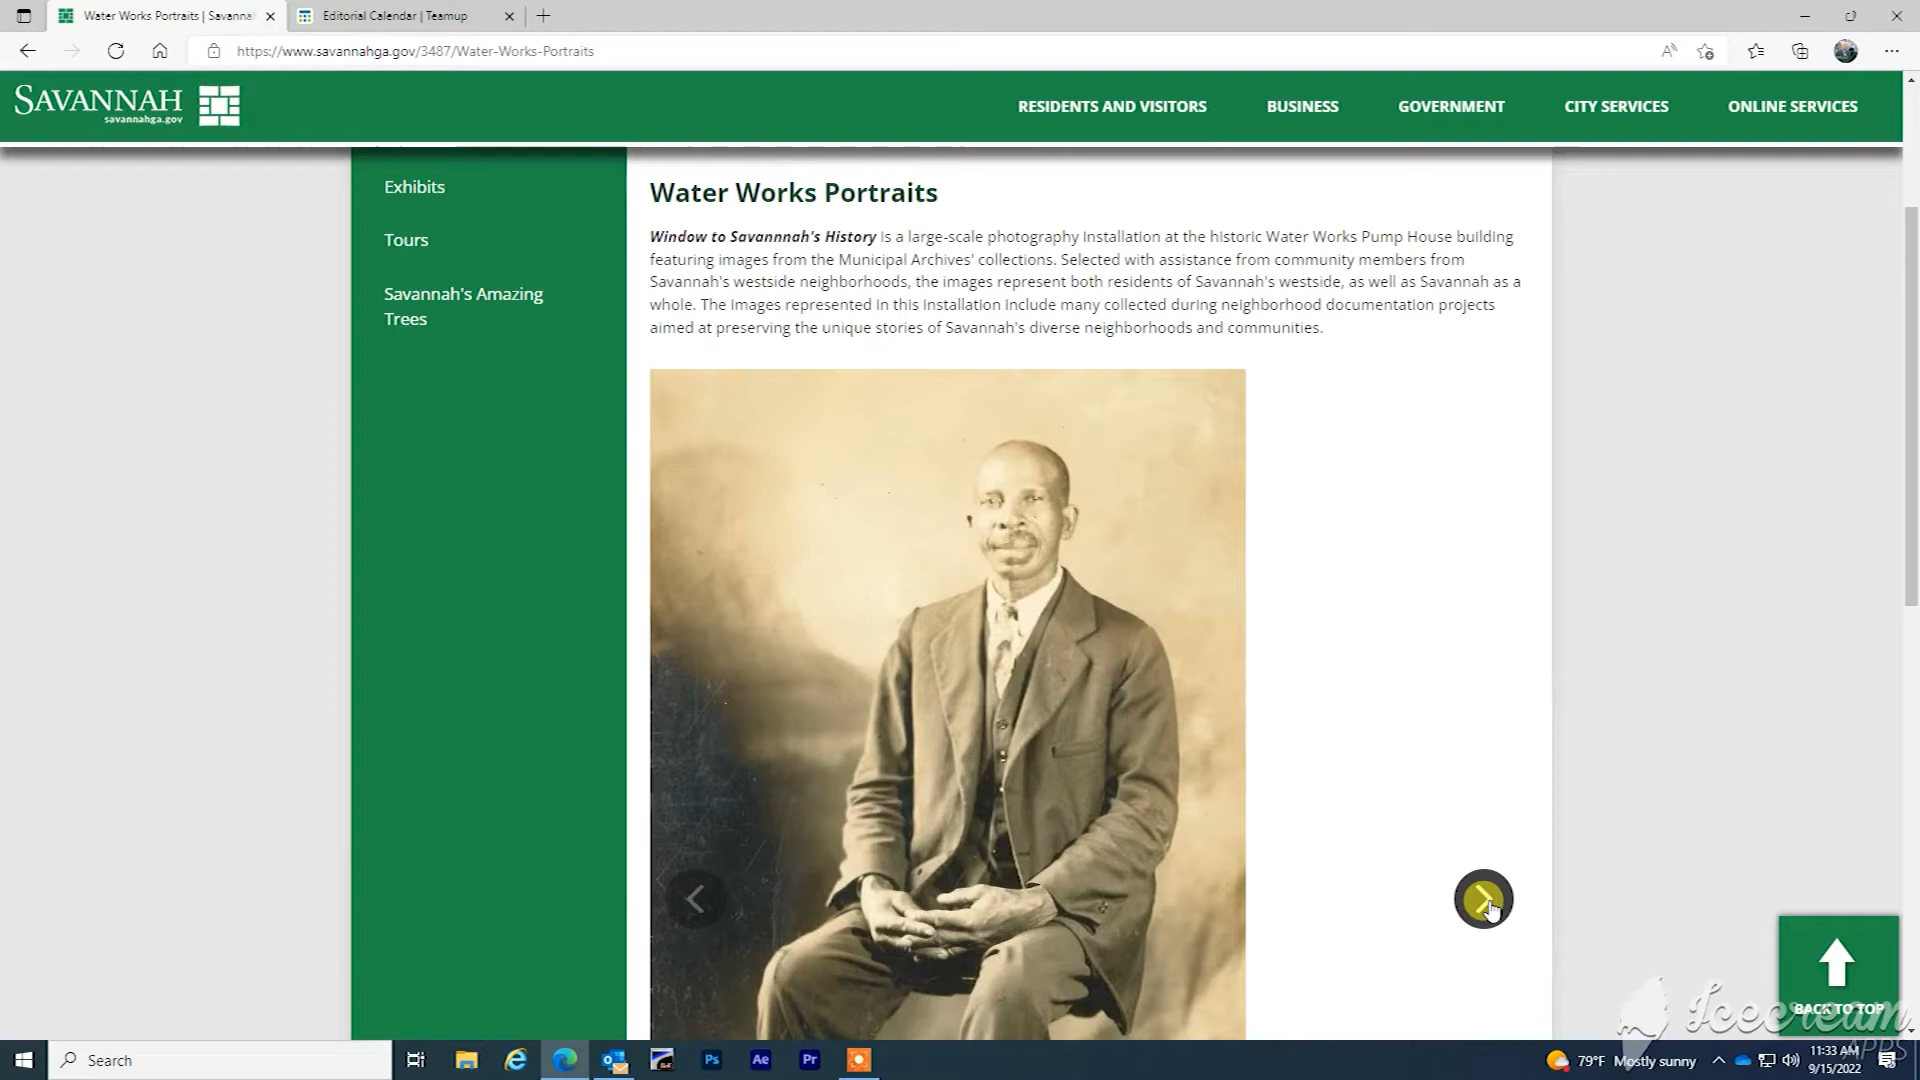 Water Works Portraits | Savannah
Editorial Calendar | Teamup
https://www.savannahga.gov/3487/Water-Works-Portraits
SAVANNAH
savannahga.gov
RESIDENTS AND VISITORS
BUSINESS
GOVERNMENT
CITY SERVICES
ONLINE SERVICES
Exhibits
Tours
Savannah's Amazing
Trees
Water Works Portraits
Window to Savannnah's History is a large-scale photography installation at the historic Water Works Pump House building
featuring images from the Municipal Archives' collections. Selected with assistance from community members from
Savannah's westside neighborhoods, the images represent both residents of Savannah's westside, as well as Savannah as a
whole. The images represented in this installation include many collected during neighborhood documentation projects
aimed at preserving the unique stories of Savannah's diverse neighborhoods and communities.
BACK TO TOP
Icecream
APPS
Search
Ps
Ae
Pr
79°F Mostly sunny
11:33 AM
9/15/2022